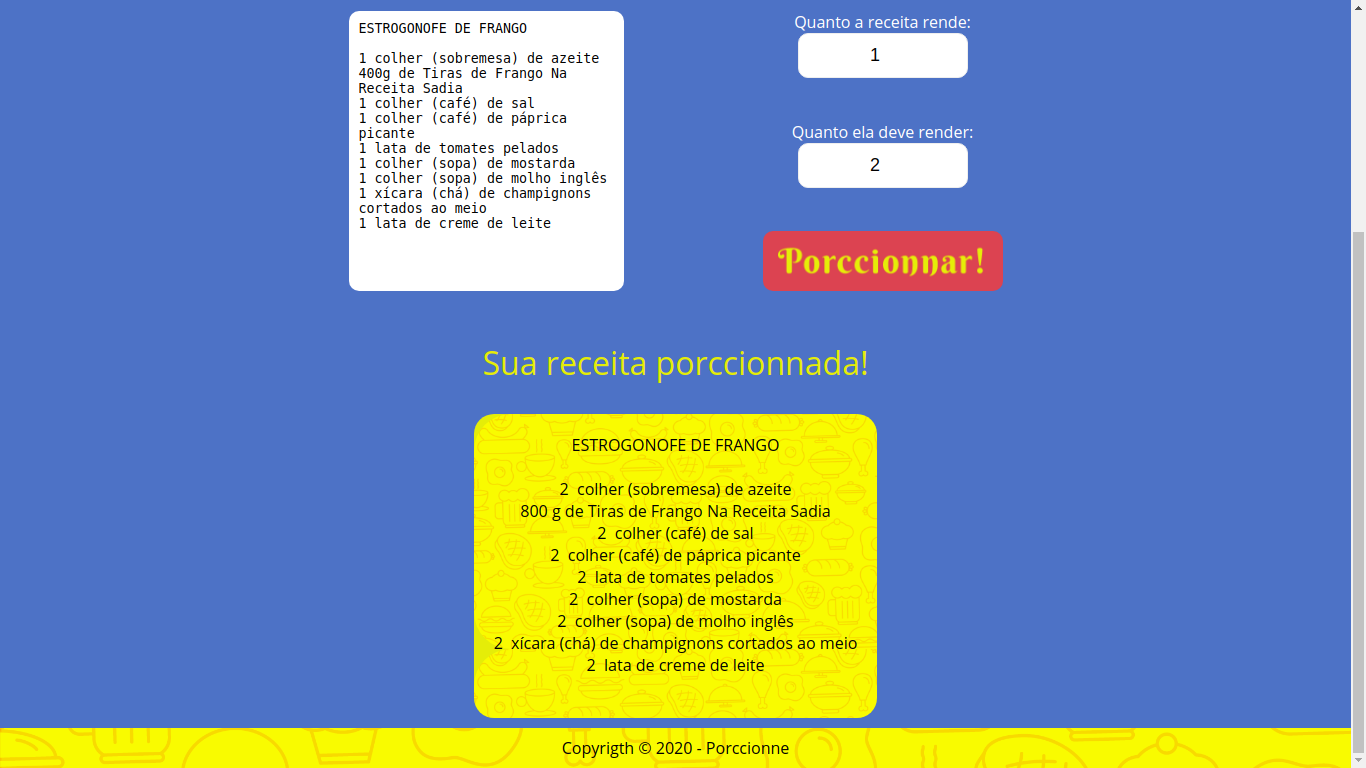 ESTROGONOFE DE FRANGO
1 colher (sobremesa) de azeite
400g de Tiras de Frango Na
Receita Sadia
1 colher (café) de sal
1 colher (café) de páprica
picante
1 lata de tomates pelados
1 colher (sopa) de mostarda
1 colher (sopa) de molho inglês
1 xícara (chá) de champignons
cortados ao meio
1 lata de creme de leite
Quanto a receita rende:
1
Quanto ela deve render:
2
Porccionnar!
Sua receita porccionnada!
ESTROGONOFE DE FRANGO
2 colher (sobremesa) de azeite
800 g de Tiras de Frango Na Receita Sadia
2 colher (café) de sal
2 colher (café) de páprica picante
2 lata de tomates pelados
2 colher (sopa) de mostarda
2 colher (sopa) de molho inglês
2 xícara (chá) de champignons cortados ao meio
2 lata de creme de leite
Copyrigth © 2020 - Porccionne